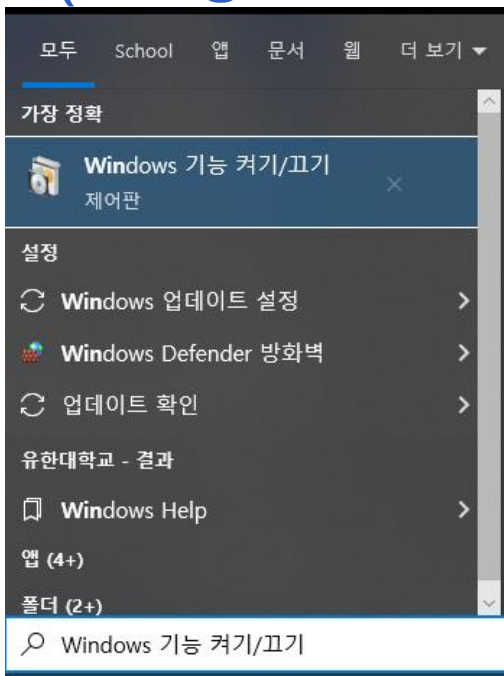 모두 School 앱 문서 웹 더 보기
가장 정확
Windows 기능 켜기/끄기
제어판
설정
Windows 업데이트 설정
Windows Defender 방화벽
업데이트 확인
유한대학교 - 결과
Windows Help
앱 (4+)
폴더 (2+)
Windows 기능 켜기/끄기